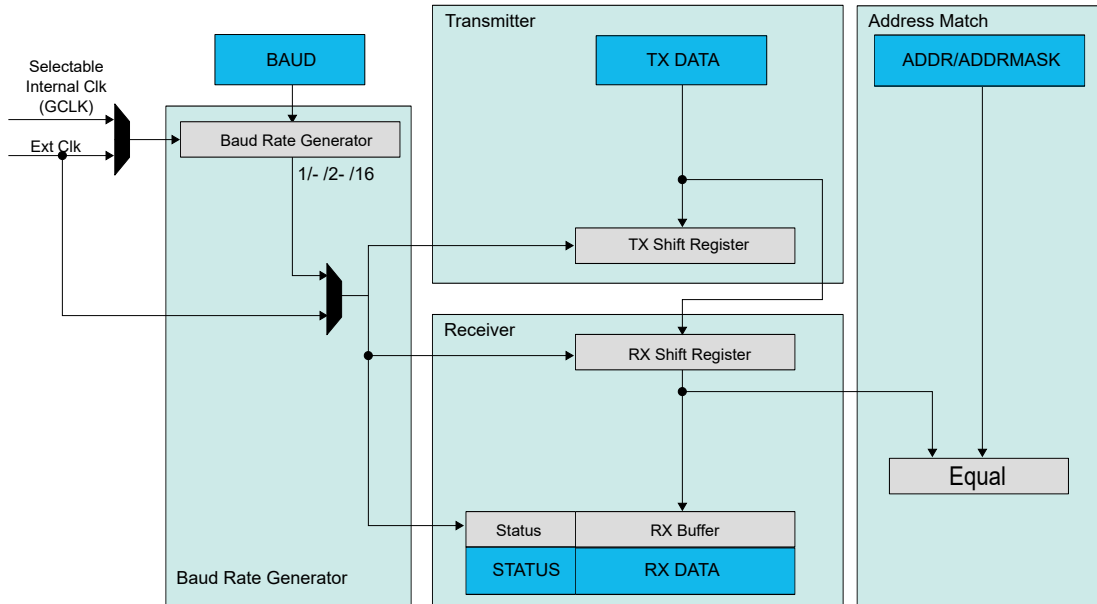 Transmitter
Address Match
BAUD
TX DATA
ADDR/ADDRMASK
Selectable
Internal Clk
(GCLK)
Baud Rate Generator
Ext Clk
1/- /2- /16
TX Shift Register
Receiver
RX Shift Register
Equal
Status
RX Buffer
STATUS
RX DATA
Baud Rate Generator